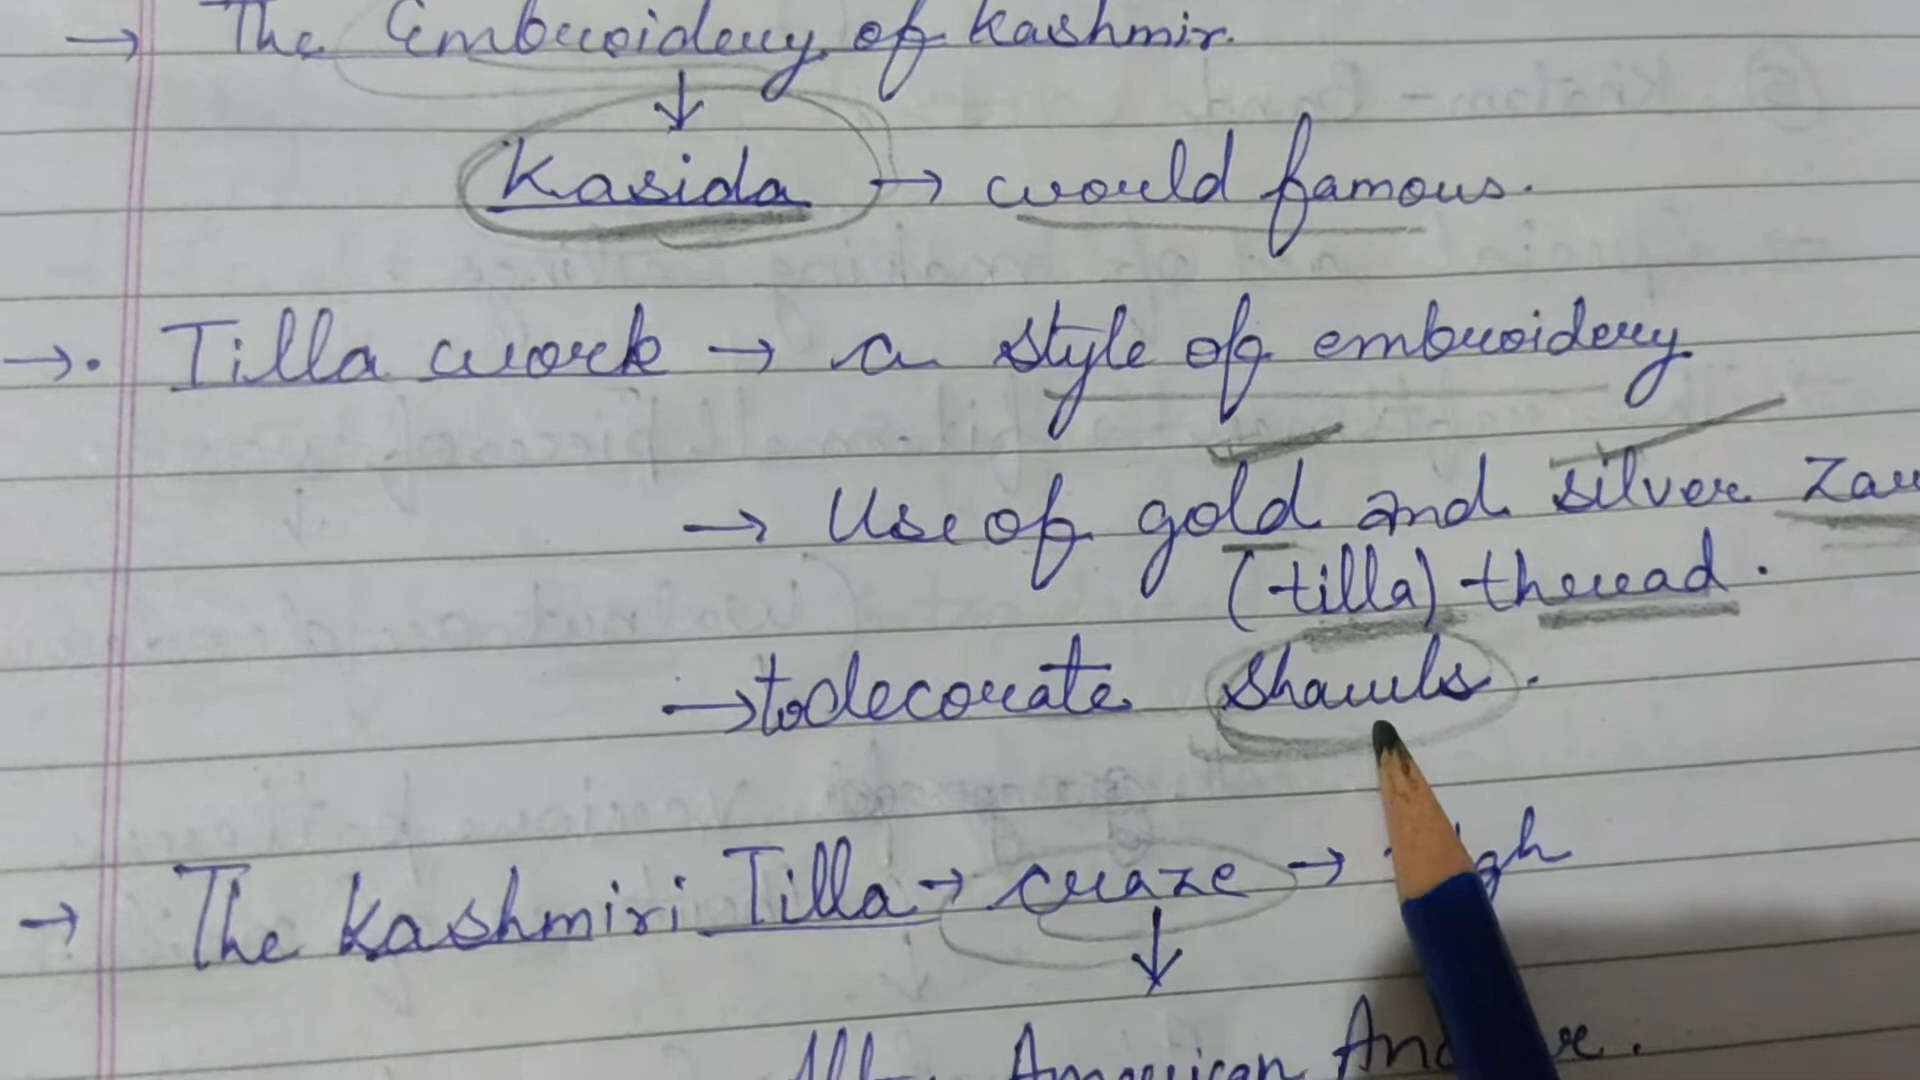 → The Embroidery of Kashmir.
↓
Kasida → would famous.
→ . Tilla work → a style of embroidery
→ Use of gold and silver
(tilla) thread .
→ to decorate shawls .
→ The Kashmiri Tilla → craze →
↓
American